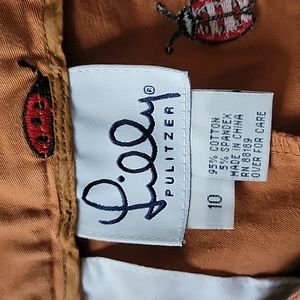 Lilly®
PULITZER
95% COTTON
5% SPANDEX
MADE IN CHINA
RN 88189
OVER FOR CARE
10